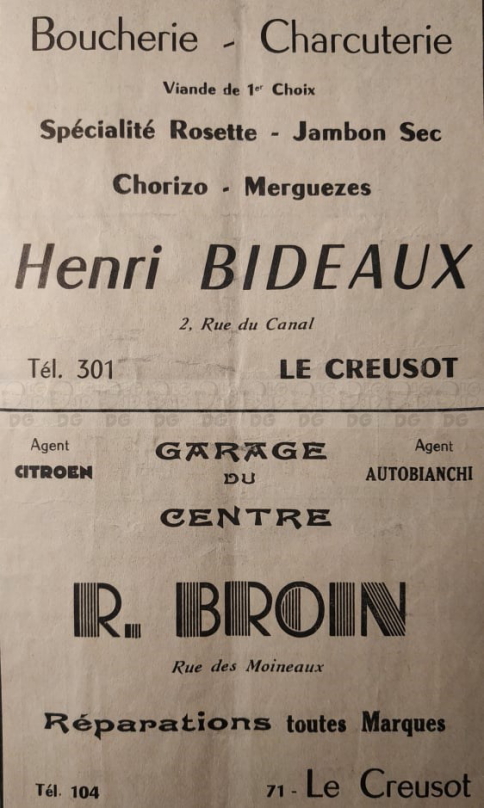 Boucherie - Charcuterie
Viande de 1er Choix
Spécialité Rosette - Jambon Sec
Chorizo - Merguezes
Henri BIDEAUX
2, Rue du Canal
Tél. 301 LE CREUSOT
Agent GARAGE Agent
CITROEN DU AUTOBIANCHI
CENTRE
R. BROIN
Rue des Moineaux
Réparations toutes Marques
Tél. 104 71 - Le Creusot